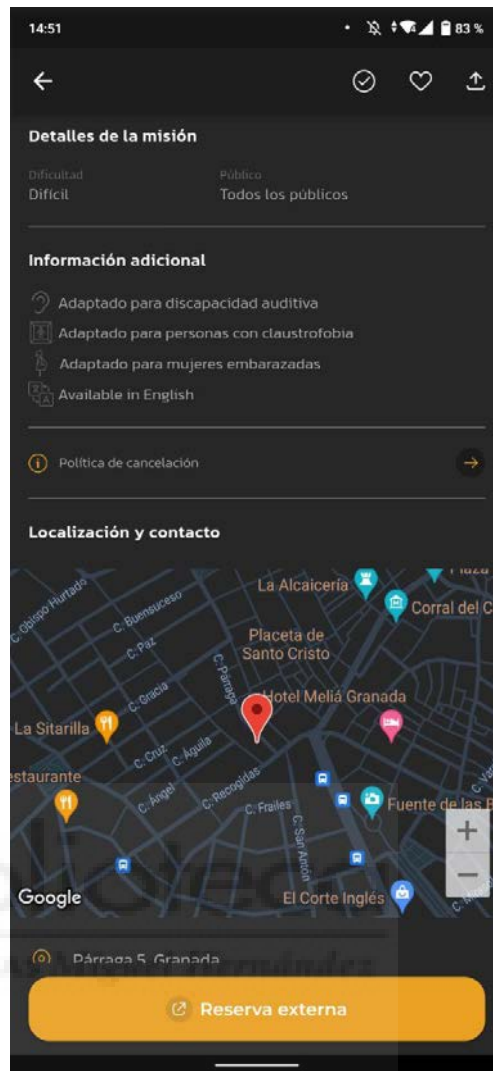 14:51
83 %
Detalles de la misión
Dificultad Público
Difícil Todos los públicos
Información adicional
Adaptado para discapacidad auditiva
Adaptado para personas con claustrofobia
Adaptado para mujeres embarazadas
Available in English
Política de cancelación
Localización y contacto
La Alcaicería
Plaza
C. Obispo Hurtado
C. Buensuceso
Corral del C
C. Paz
Placeta de
Santo Cristo
C. Párraga
C. Gracia
Hotel Meliá Granada
La Sitarilla
C. Cruz
C. Águila
staurante
C. Recogidas
C. Ángel
C. Frailes
Fuente de las B
C. San Antón
+
−
Google
El Corte Inglés
Párraga 5, Granada
Reserva externa